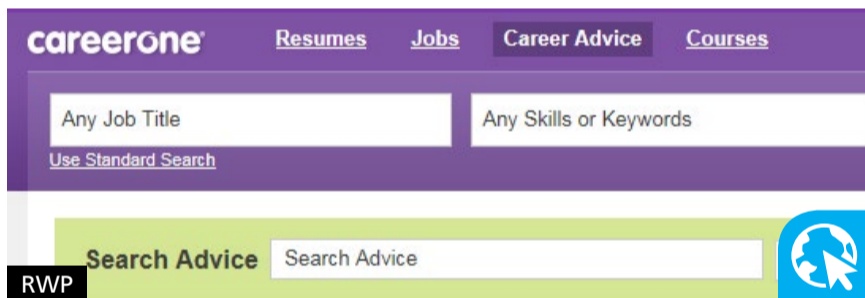 careerone Resumes Jobs Career Advice Courses
Any Job Title Any Skills or Keywords
Use Standard Search
Search Advice Search Advice
RWP